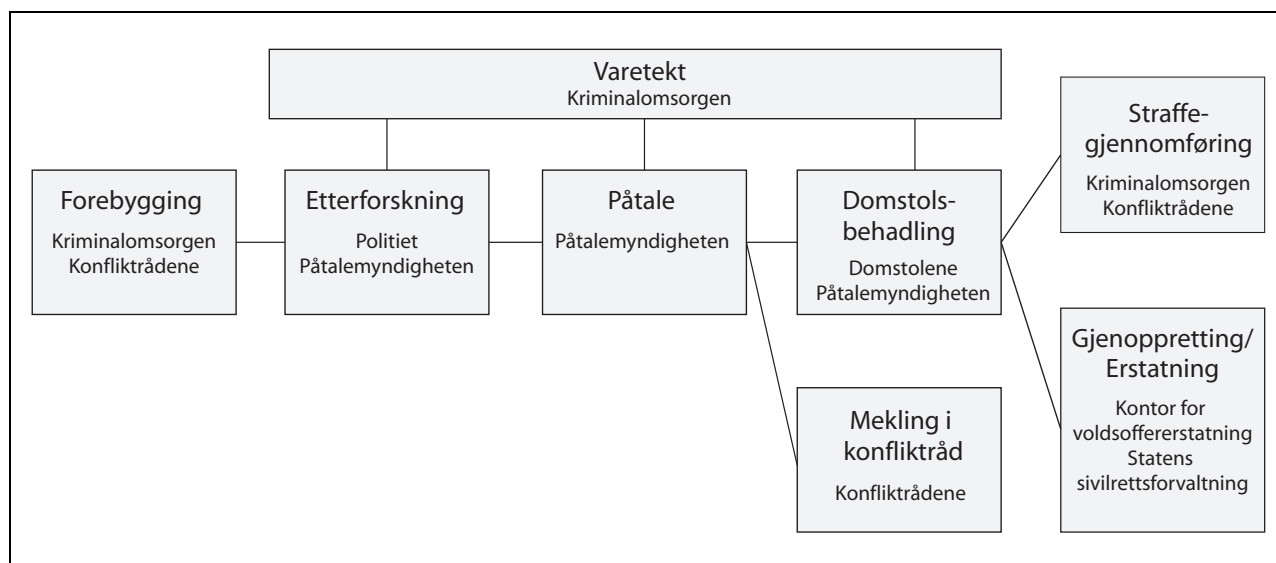 Varetekt
Kriminalomsorgen
Forebygging
Kriminalomsorgen
Konfliktrådene
Etterforskning
Politiet
Påtalemyndigheten
Påtale
Påtalemyndigheten
Domstols-
behadling
Domstolene
Påtalemyndigheten
Straffe-
gjennomføring
Kriminalomsorgen
Konfliktrådene
Mekling i
konfliktråd
Konfliktrådene
Gjenoppretting/
Erstatning
Kontor for
voldsoffererstatning
Statens
sivilrettsforvaltning